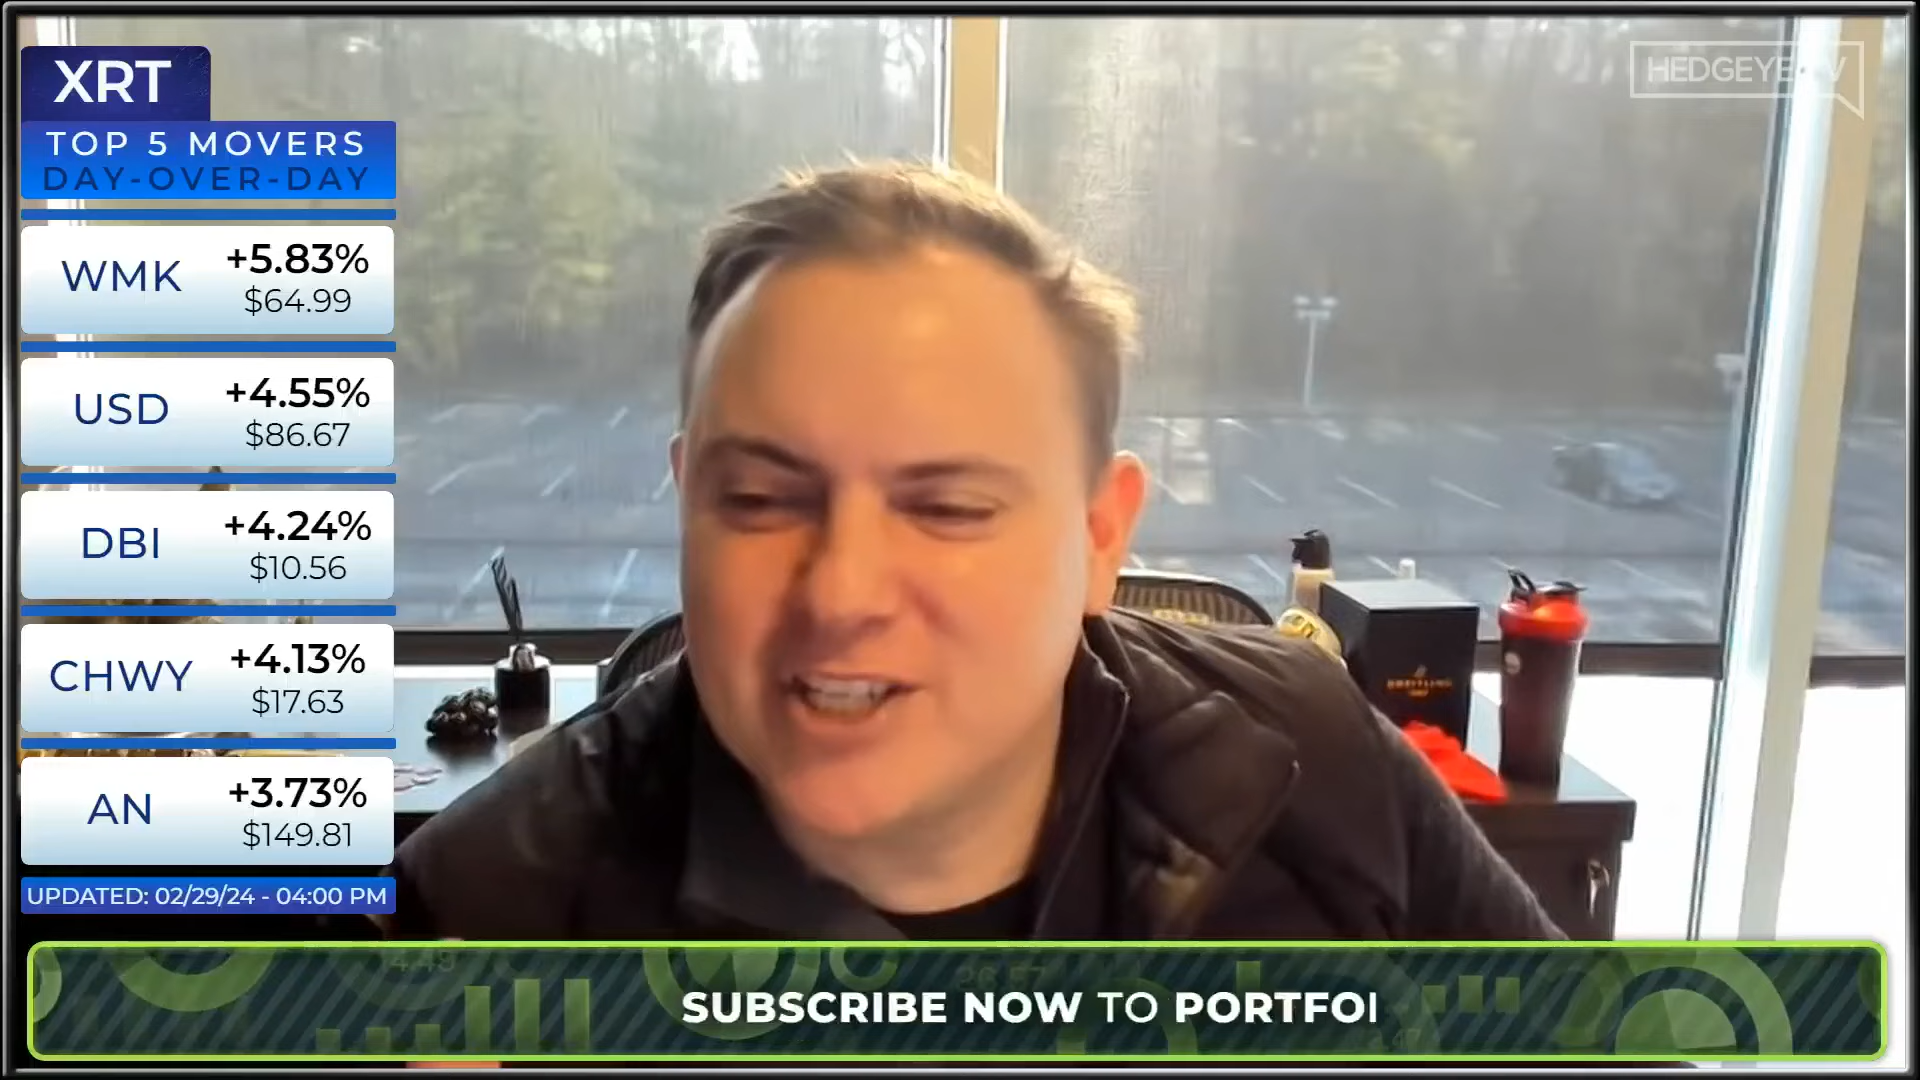 XRT
TOP 5 MOVERS
DAY-OVER-DAY
WMK
+5.83%
$64.99
USD
+4.55%
$86.67
DBI
+4.24%
$10.56
CHWY
+4.13%
$17.63
AN
+3.73%
$149.81
UPDATED: 02/29/24 - 04:00 PM
HEDGEYE TV
BREITLING
SUBSCRIBE NOW TO PORTFOI